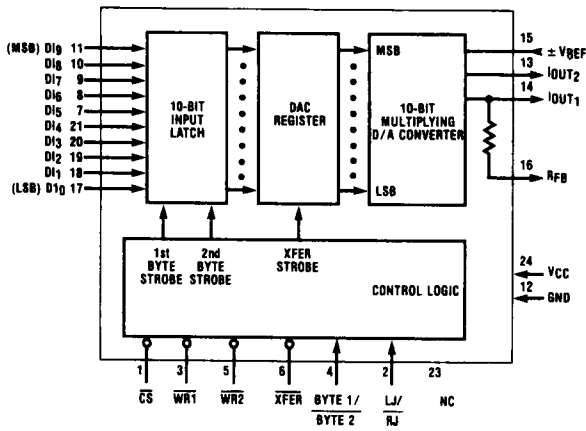 (MSB) DI9 11
DI8 10
DI7 9
DI6 8
DI5 7
DI4 21
DI3 20
DI2 19
DI1 18
(LSB) D10 17
10-BIT
INPUT
LATCH
DAC
REGISTER
MSB
10-BIT
MULTIPLYING
D/A CONVERTER
LSB
15
± VREF
13
IOUT2
14
IOUT1
16
RFB
1st
BYTE
STROBE
2nd
BYTE
STROBE
XFER
STROBE
CONTROL LOGIC
24
VCC
12
GND
1 3 5 6 4 2 23
CS WR1 WR2 XFER BYTE 1/ LJ/ NC
BYTE 2 RJ